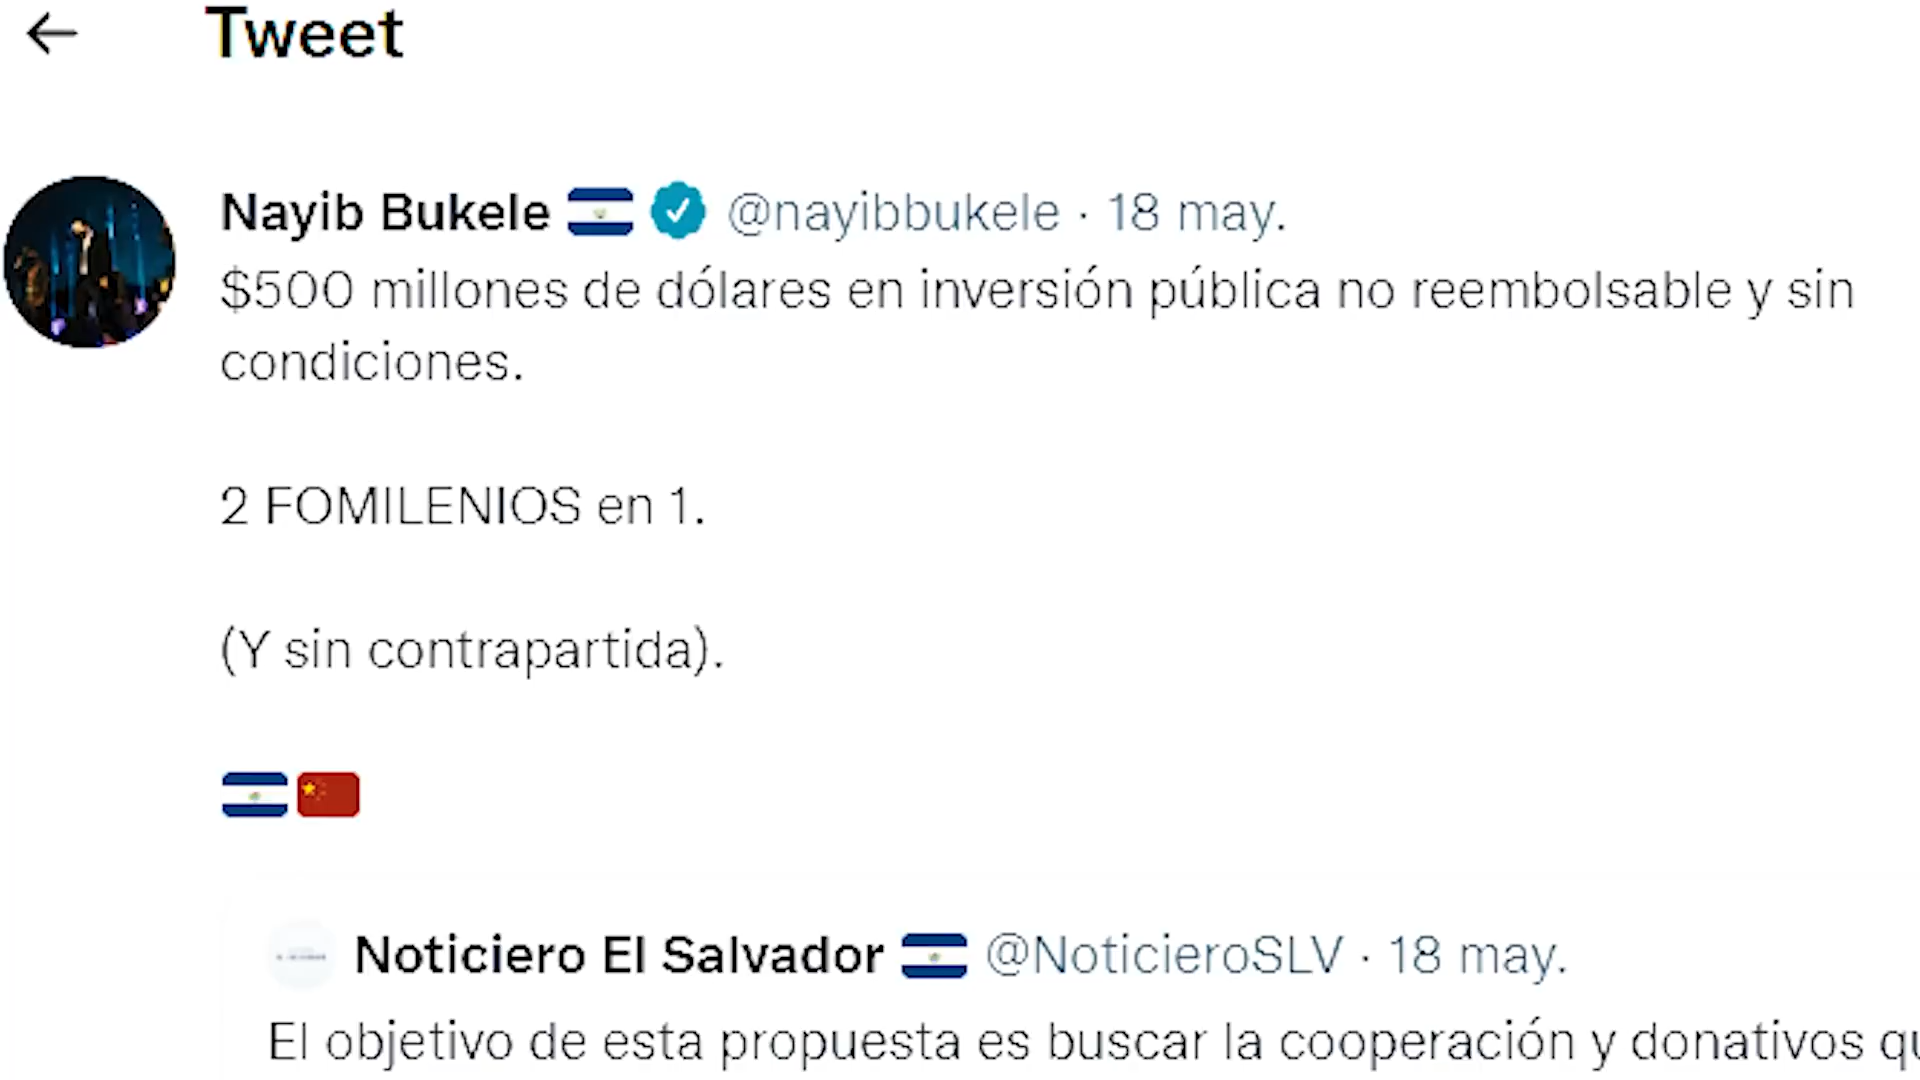 Tweet
Nayib Bukele @nayibbukele · 18 may.
$500 millones de dólares en inversión pública no reembolsable y sin
condiciones.
2 FOMILENIOS en 1.
(Y sin contrapartida).
Noticiero El Salvador @NoticieroSLV · 18 may.
El objetivo de esta propuesta es buscar la cooperación y donativos qu